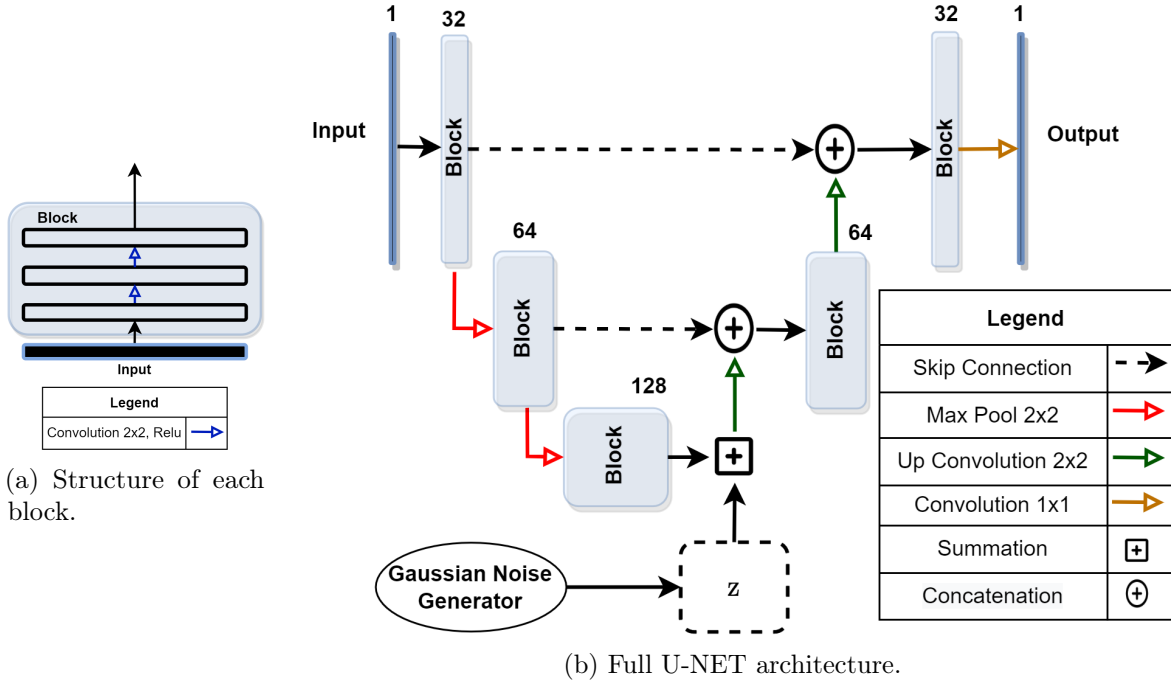 Block
Input
Legend
Convolution 2x2, Relu
(a) Structure of each
block.
1
32
32
1
Input
Block
Block
Output
64
64
Block
Block
128
Block
Gaussian Noise
Generator
z
Legend
Skip Connection
Max Pool 2x2
Up Convolution 2x2
Convolution 1x1
Summation
Concatenation
(b) Full U-NET architecture.